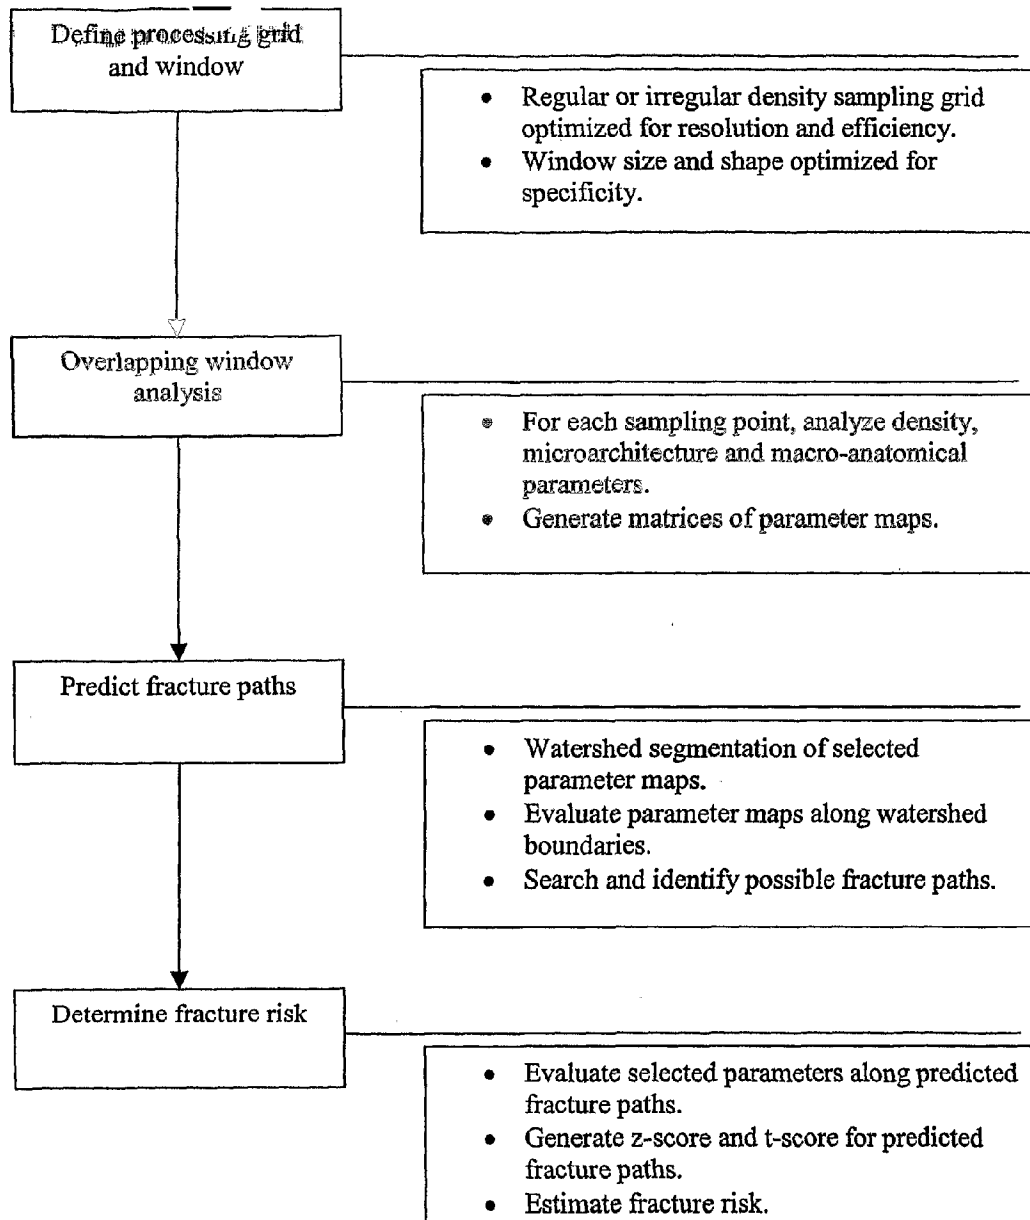 Define processing grid
and window
• Regular or irregular density sampling grid
optimized for resolution and efficiency.
• Window size and shape optimized for
specificity.
Overlapping window
analysis
• For each sampling point, analyze density,
microarchitecture and macro-anatomical
parameters.
• Generate matrices of parameter maps.
Predict fracture paths
• Watershed segmentation of selected
parameter maps.
• Evaluate parameter maps along watershed
boundaries.
• Search and identify possible fracture paths.
Determine fracture risk
• Evaluate selected parameters along predicted
fracture paths.
• Generate z-score and t-score for predicted
fracture paths.
• Estimate fracture risk.